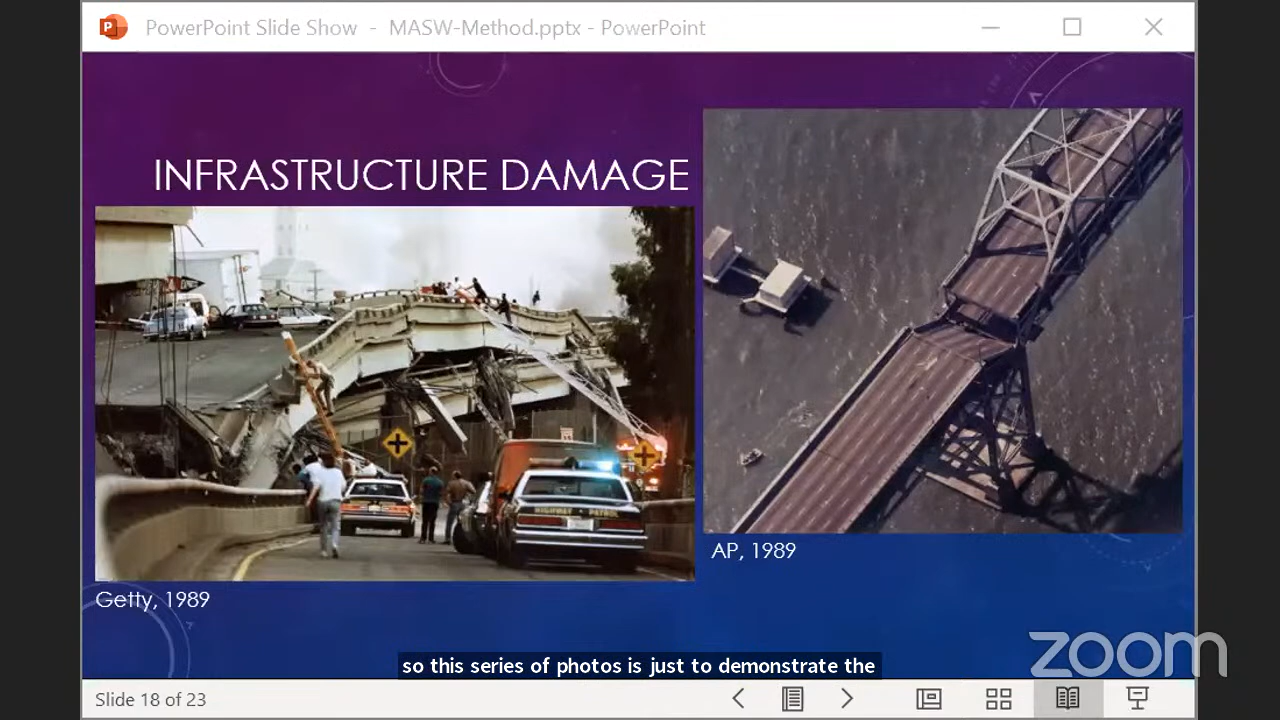 PowerPoint Slide Show - MASW-Method.pptx - PowerPoint
INFRASTRUCTURE DAMAGE
HIGHWAY PATROL
AP, 1989
Getty, 1989
so this series of photos is just to demonstrate the
zoom
Slide 18 of 23